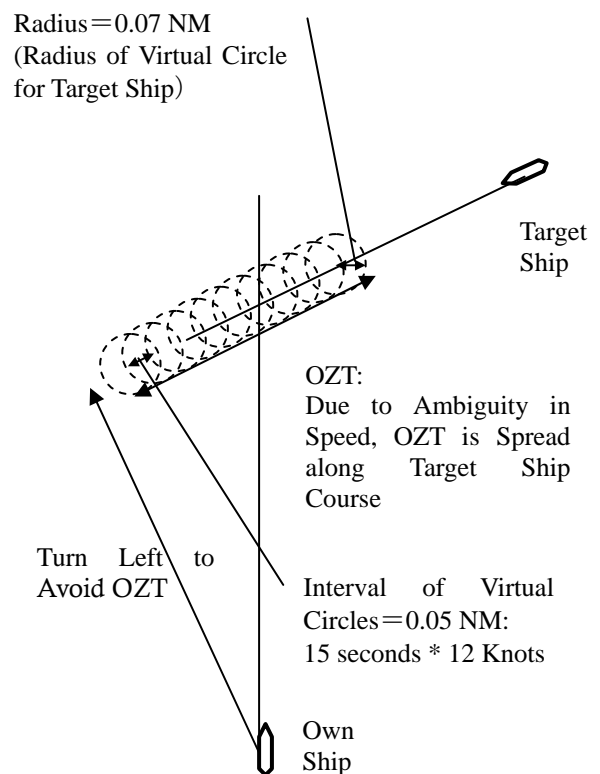 Radius＝0.07 NM
(Radius of Virtual Circle
for Target Ship）
Target
Ship
OZT:
Due to Ambiguity in
Speed, OZT is Spread
along Target Ship
Course
Turn Left to
Avoid OZT
Interval of Virtual
Circles＝0.05 NM:
15 seconds * 12 Knots
Own
Ship